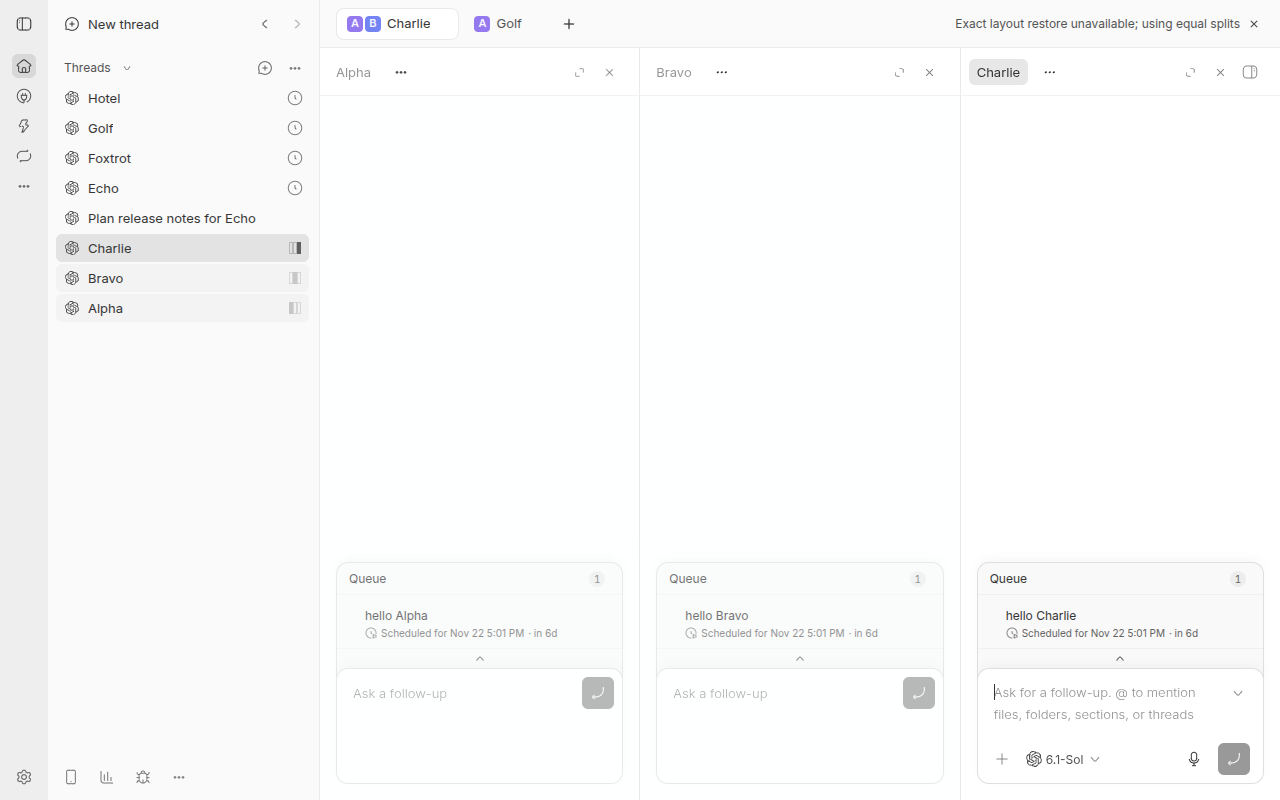 New thread
Threads
Hotel
Golf
Foxtrot
Echo
Plan release notes for Echo
Charlie
Bravo
Alpha
A B Charlie
A Golf
Exact layout restore unavailable; using equal splits
Alpha
Queue 1
hello Alpha
Scheduled for Nov 22 5:01 PM · in 6d
Ask a follow-up
Bravo
Queue 1
hello Bravo
Scheduled for Nov 22 5:01 PM · in 6d
Ask a follow-up
Charlie
Queue 1
hello Charlie
Scheduled for Nov 22 5:01 PM · in 6d
Ask for a follow-up. @ to mention
files, folders, sections, or threads
6.1-Sol